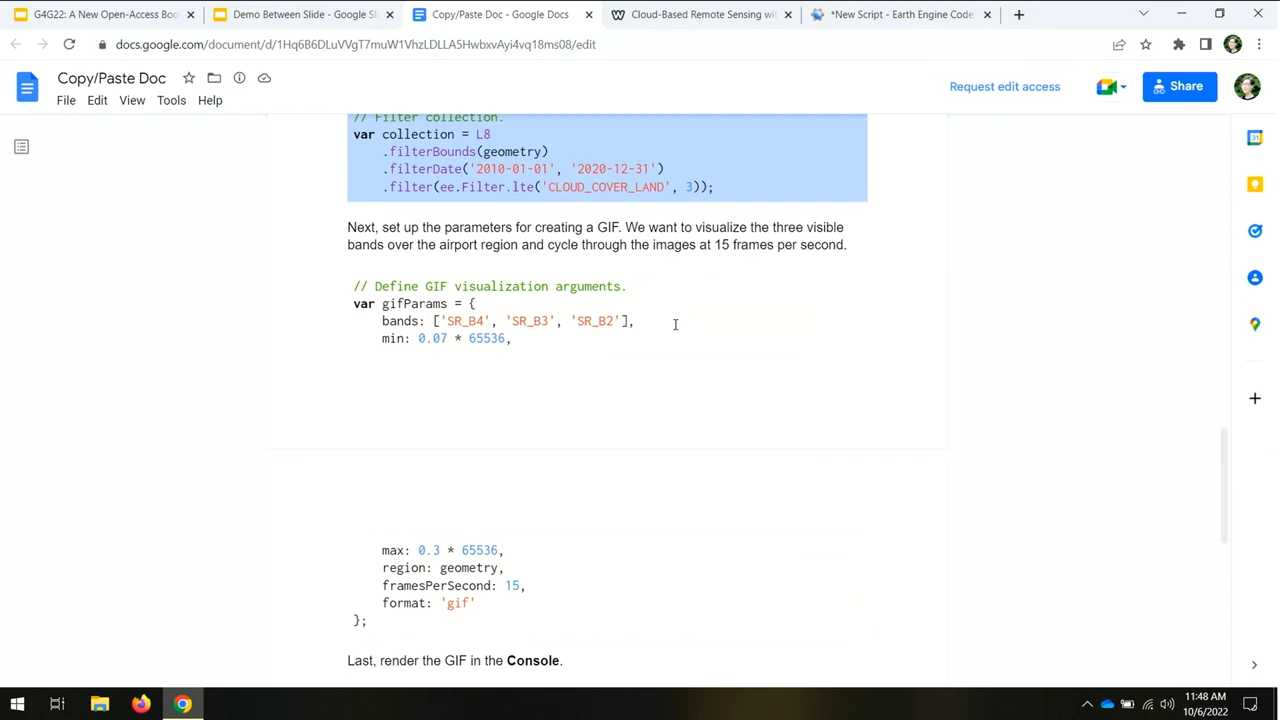 G4G22: A New Open-Access Boo
Demo Between Slide - Google Sl
Copy/Paste Doc - Google Docs
Cloud-Based Remote Sensing wit
*New Script - Earth Engine Code
docs.google.com/document/d/1Hq6B6DLuVVgT7muW1VhzLDLLA5HwbxvAyi4vq18ms08/edit
Copy/Paste Doc
File Edit View Tools Help
Request edit access
Share
31
// Filter collection.
var collection = L8
.filterBounds(geometry)
.filterDate('2010-01-01', '2020-12-31')
.filter(ee.Filter.lte('CLOUD_COVER_LAND', 3));
Next, set up the parameters for creating a GIF. We want to visualize the three visible
bands over the airport region and cycle through the images at 15 frames per second.
// Define GIF visualization arguments.
var gifParams = {
bands: ['SR_B4', 'SR_B3', 'SR_B2'],
min: 0.07 * 65536,
max: 0.3 * 65536,
region: geometry,
framesPerSecond: 15,
format: 'gif'
};
Last, render the GIF in the Console.
11:48 AM
10/6/2022